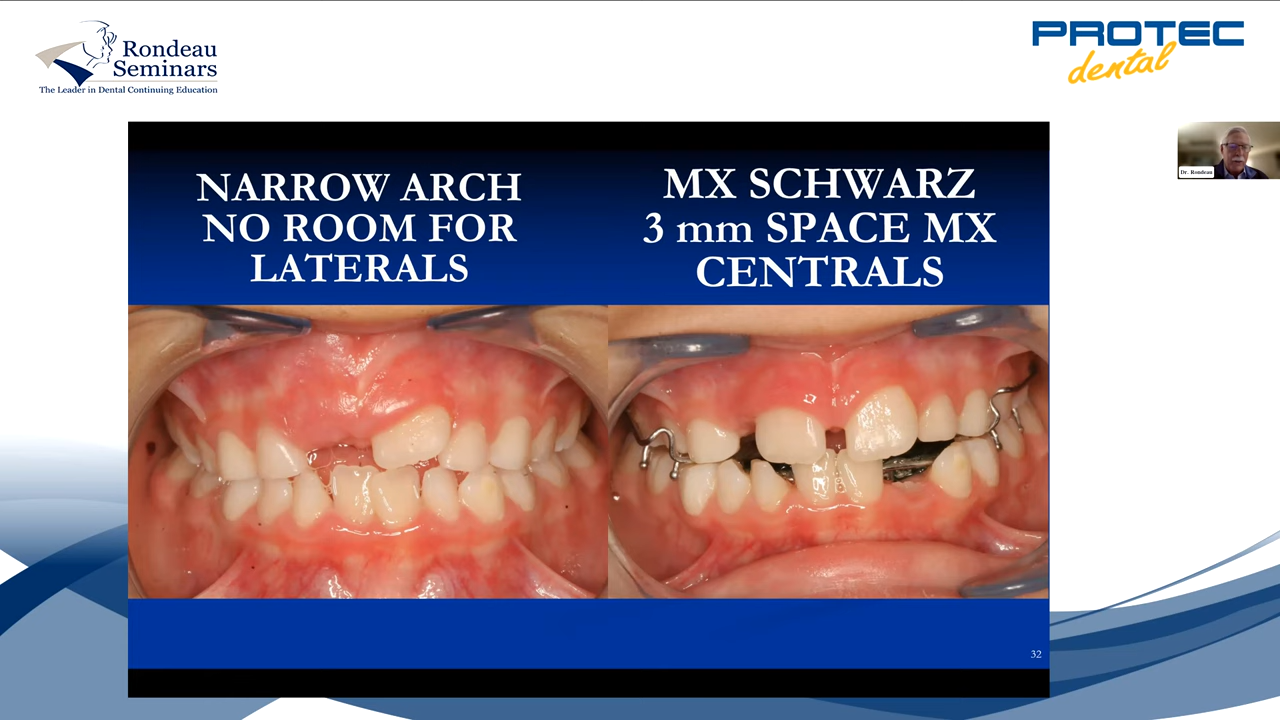 Rondeau
Seminars
The Leader in Dental Continuing Education
PROTEC
dental
NARROW ARCH
NO ROOM FOR
LATERALS
MX SCHWARZ
3 mm SPACE MX
CENTRALS
Dr. Rondeau
32